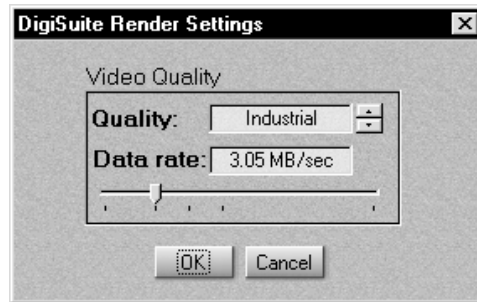 DigiSuite Render Settings
Video Quality
Quality: Industrial
Data rate: 3.05 MB/sec
OK Cancel